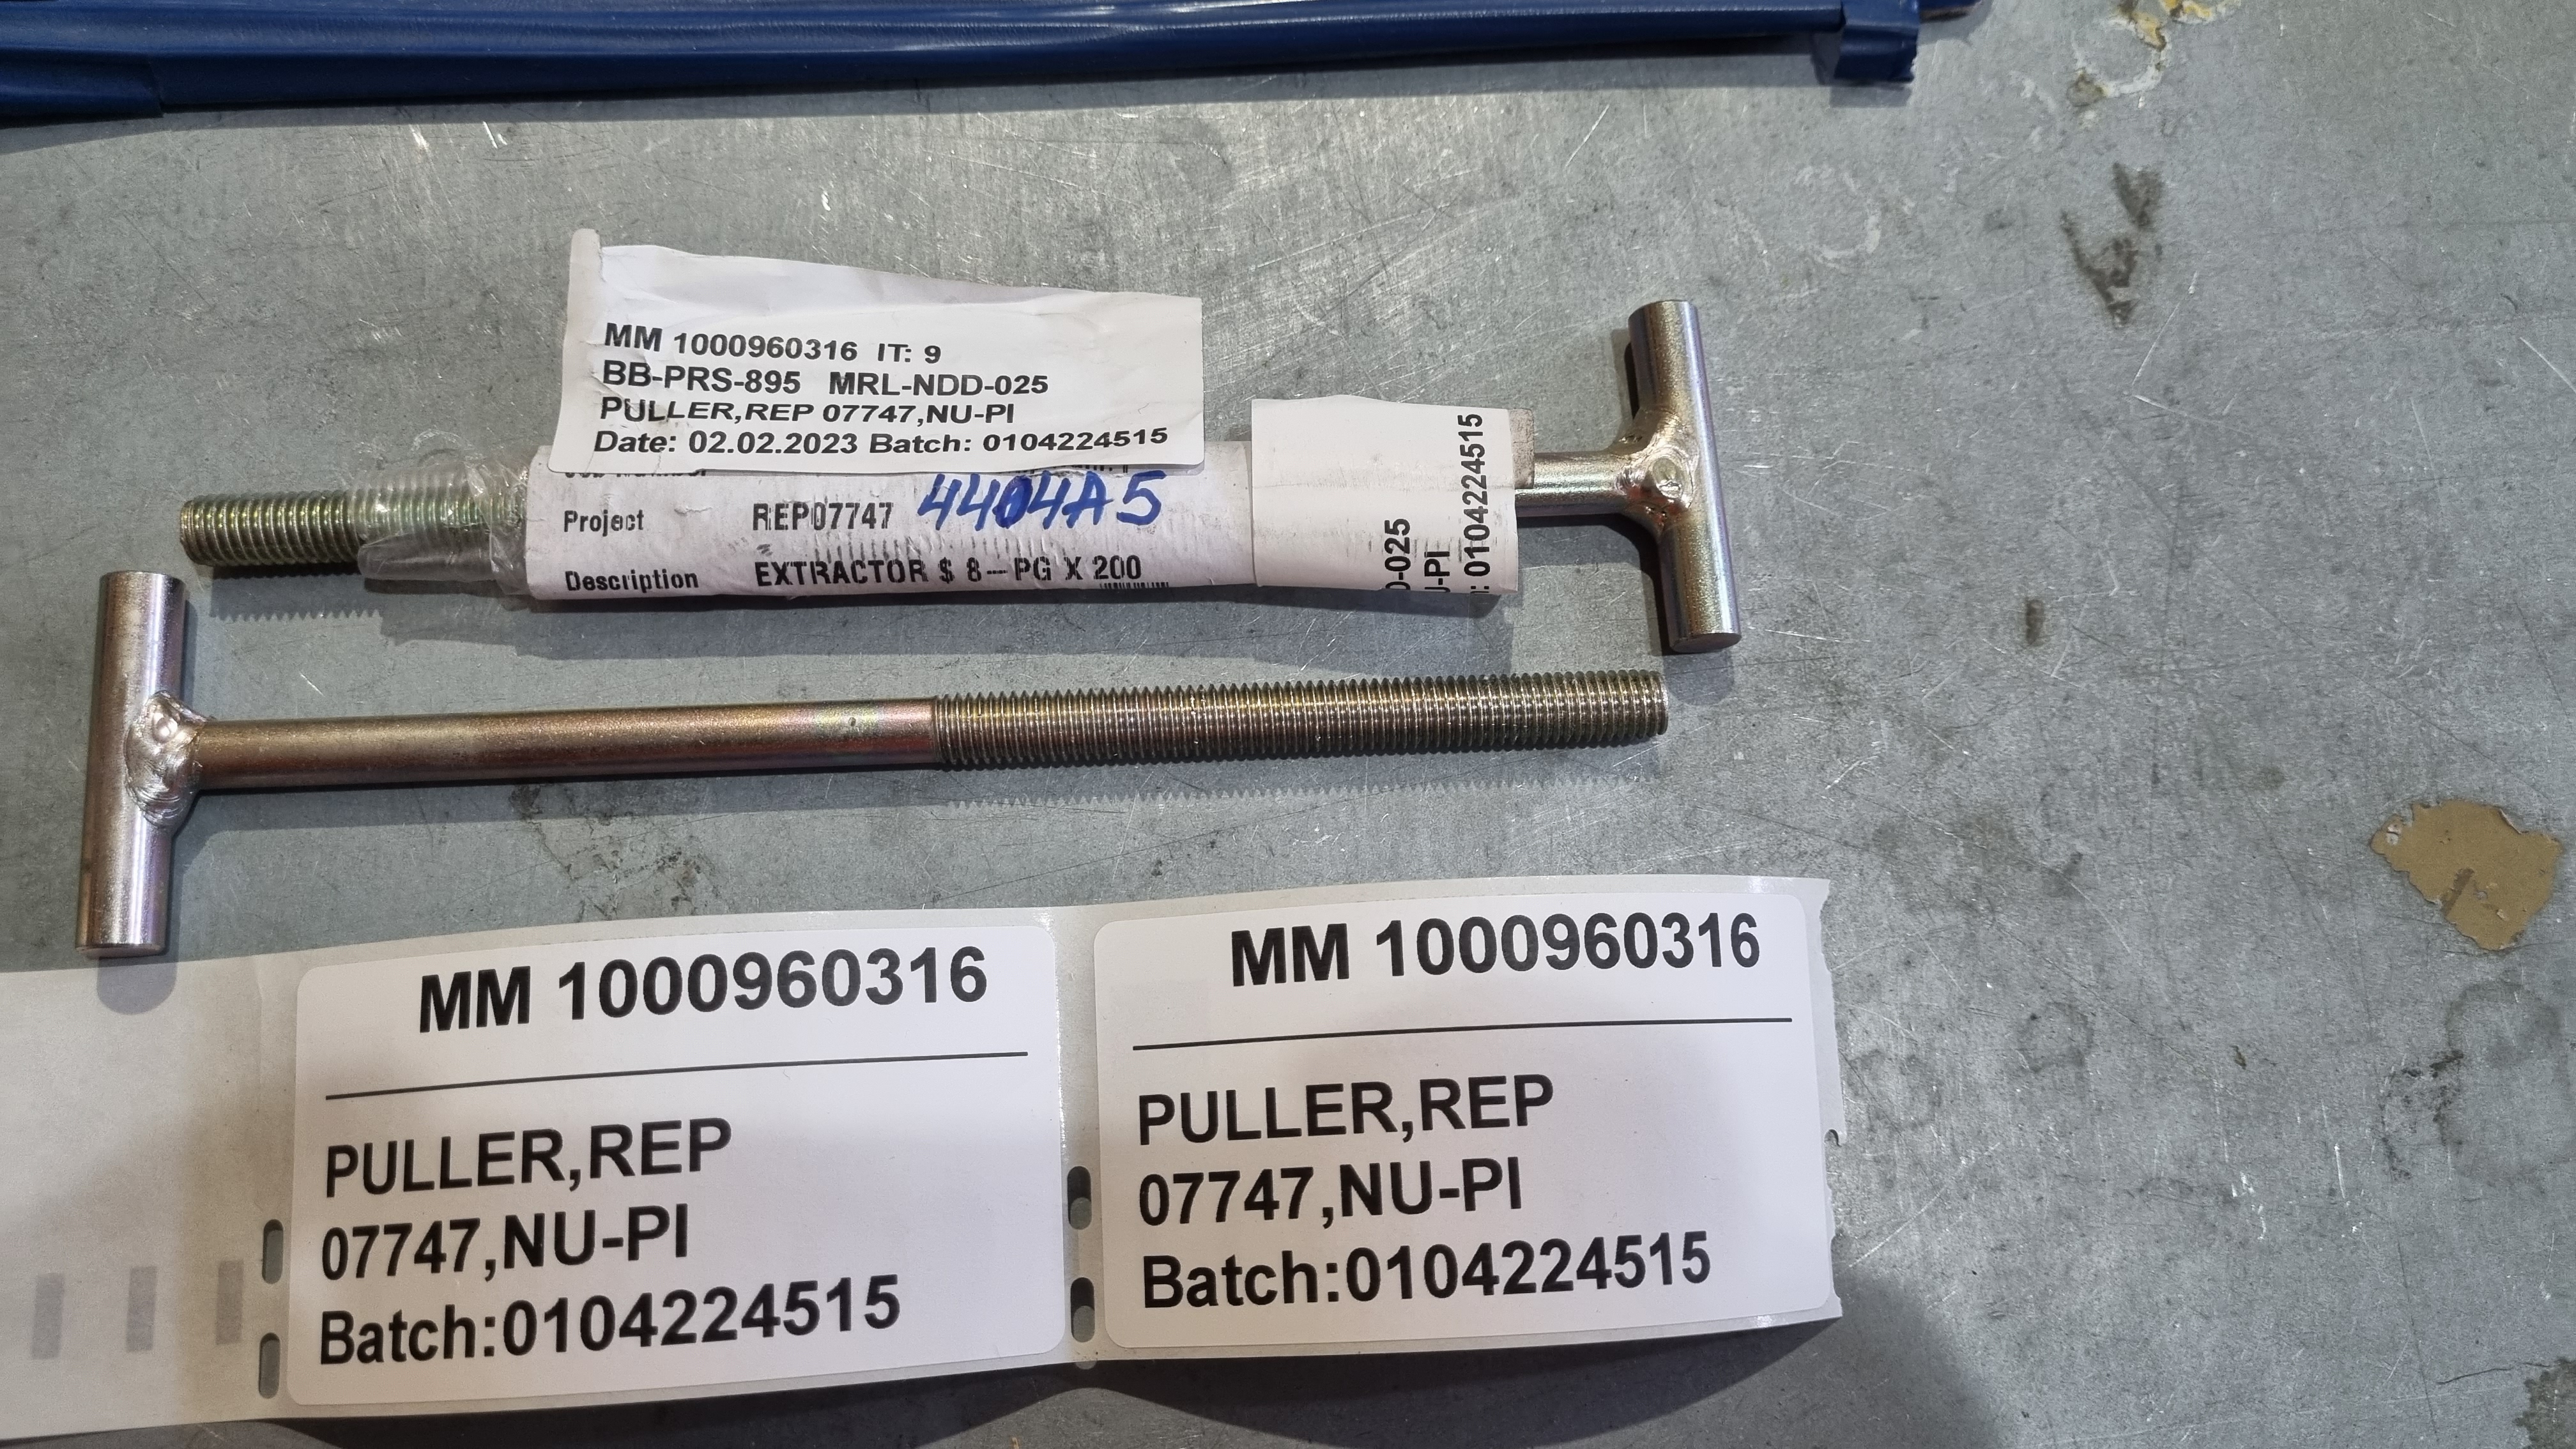 MM 1000960316
PULLER,REP
07747,NU-PI
Batch:0104224515
MM 1000960316
PULLER,REP
07747,NU-PI
Batch:0104224515
MM 1000960316 IT: 9
BB-PRS-895 MRL-NDD-025
PULLER,REP 07747,NU-PI
Date: 02.02.2023 Batch: 0104224515
Project REP07747 4404A5
Description EXTRACTOR $ 8-PG X 200
D-025
U-PI
: 0104224515